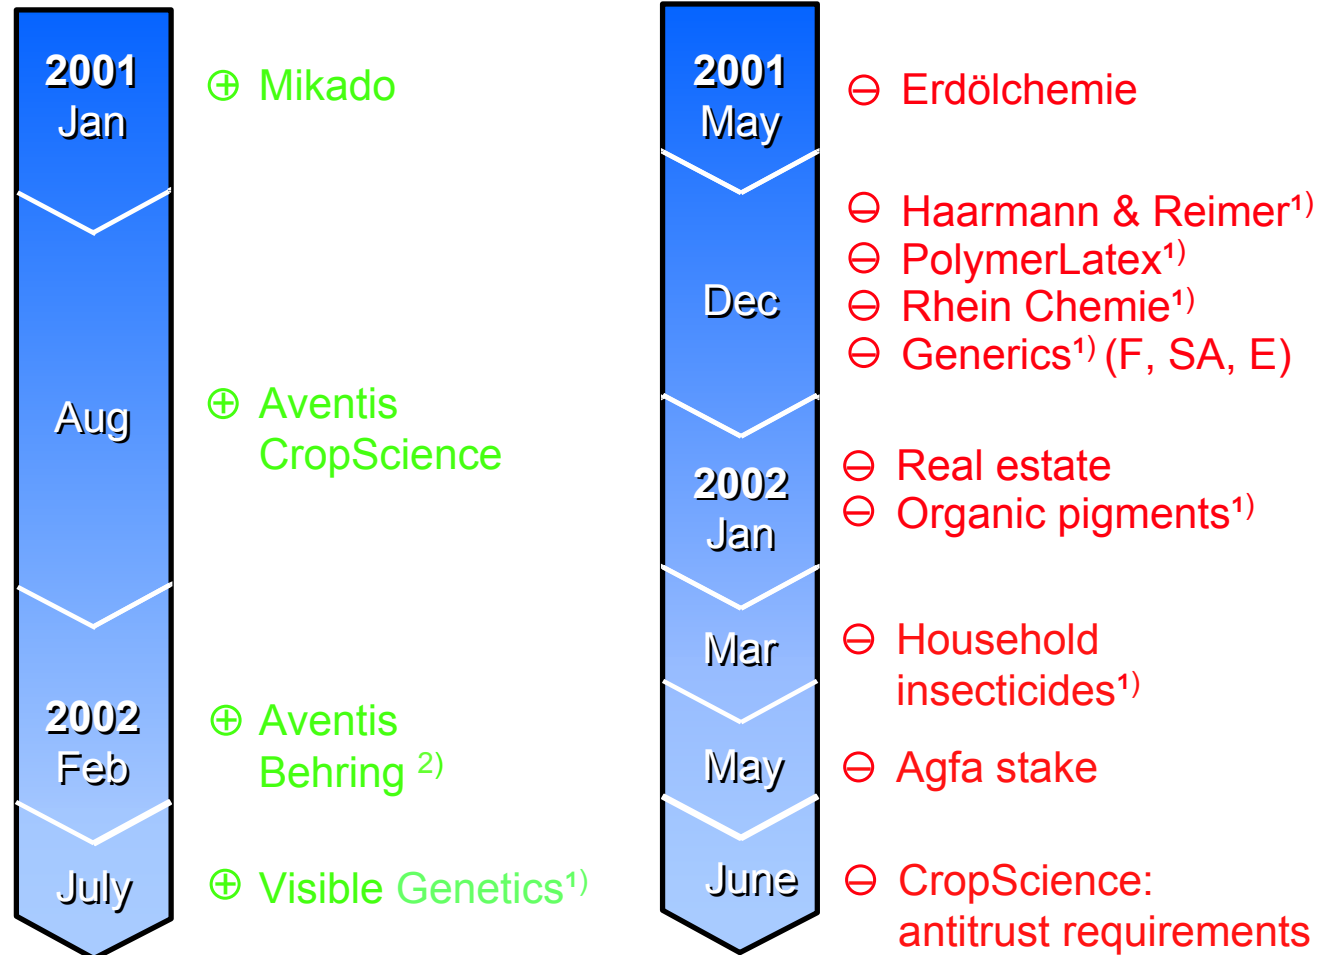 2001
Jan
⊕ Mikado
Aug
⊕ Aventis
CropScience
2002
Feb
⊕ Aventis
Behring ²⁾
July
⊕ Visible Genetics¹⁾
2001
May
⊖ Erdölchemie
Dec
⊖ Haarmann & Reimer¹⁾
⊖ PolymerLatex¹⁾
⊖ Rhein Chemie¹⁾
⊖ Generics¹⁾ (F, SA, E)
2002
Jan
⊖ Real estate
⊖ Organic pigments¹⁾
Mar
⊖ Household
insecticides¹⁾
May
⊖ Agfa stake
June
⊖ CropScience:
antitrust requirements